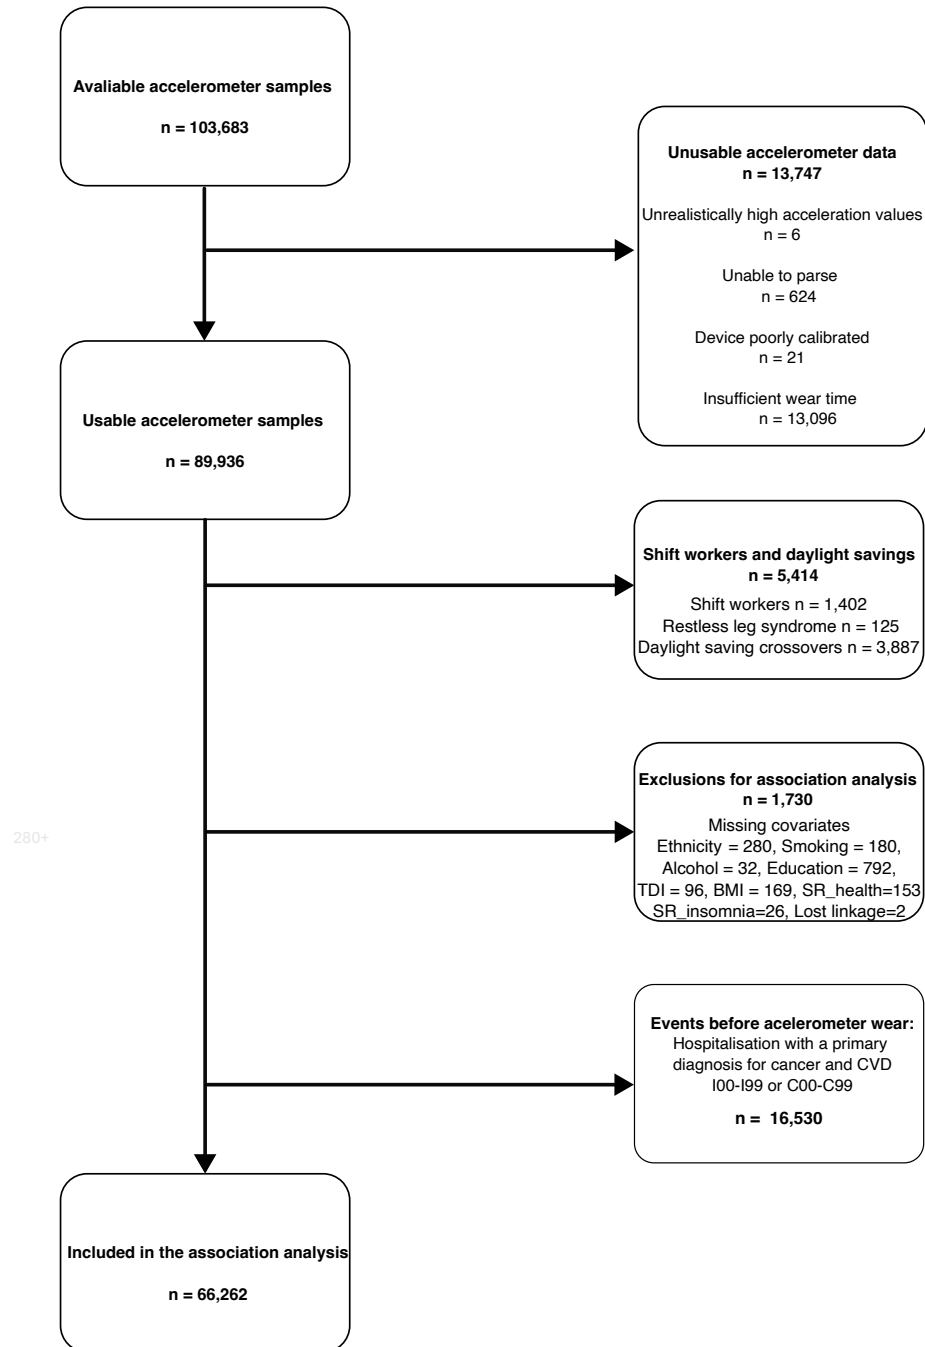 Avaliable accelerometer samples
n = 103,683
Unusable accelerometer data
n = 13,747
Unrealistically high acceleration values
n = 6
Unable to parse
n = 624
Device poorly calibrated
n = 21
Insufficient wear time
n = 13,096
Usable accelerometer samples
n = 89,936
Shift workers and daylight savings
n = 5,414
Shift workers n = 1,402
Restless leg syndrome n = 125
Daylight saving crossovers n = 3,887
Exclusions for association analysis
n = 1,730
Missing covariates
Ethnicity = 280, Smoking = 180,
Alcohol = 32, Education = 792,
TDI = 96, BMI = 169, SR_health=153
SR_insomnia=26, Lost linkage=2
280+
Events before acelerometer wear:
Hospitalisation with a primary
diagnosis for cancer and CVD
I00-I99 or C00-C99
n = 16,530
Included in the association analysis
n = 66,262